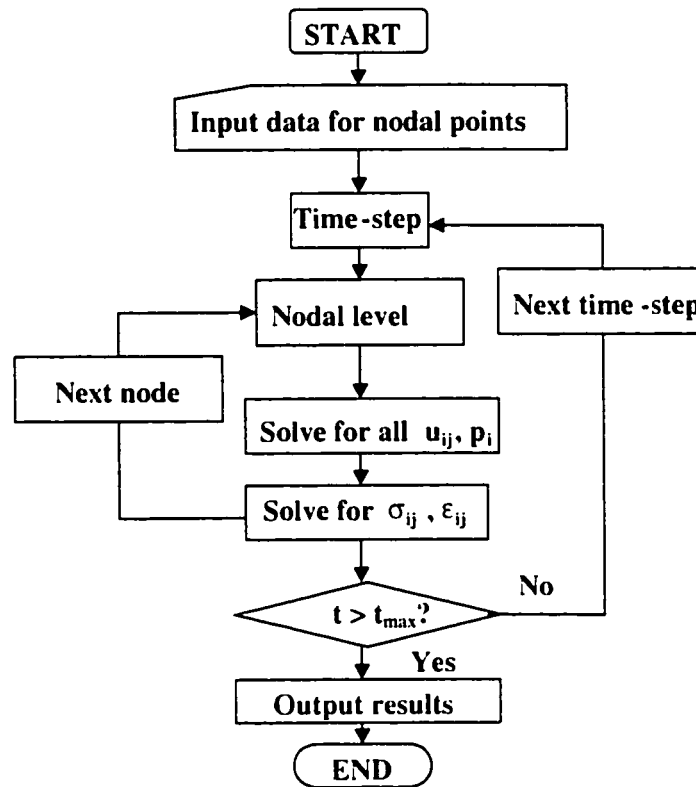 START
Input data for nodal points
Time-step
Nodal level
Next time -step
Next node
Solve for all u_ij, p_i
Solve for σ_ij , ε_ij
No
t > t_max?
Yes
Output results
END